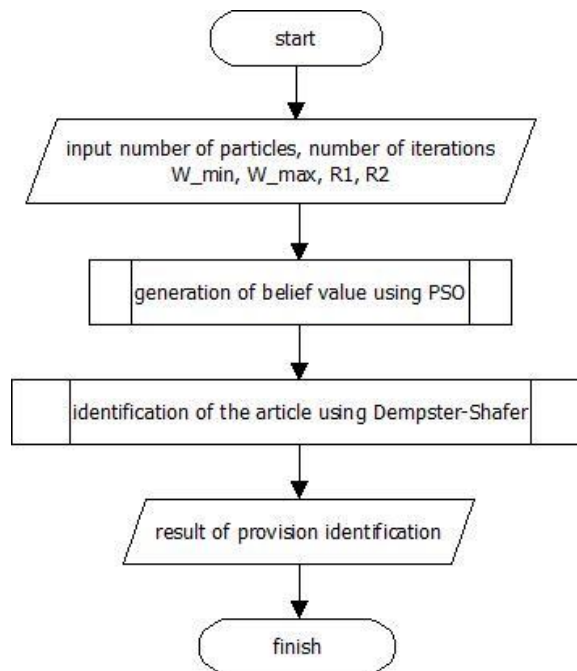 start
input number of particles, number of iterations
W_min, W_max, R1, R2
generation of belief value using PSO
identification of the article using Dempster-Shafer
result of provision identification
finish